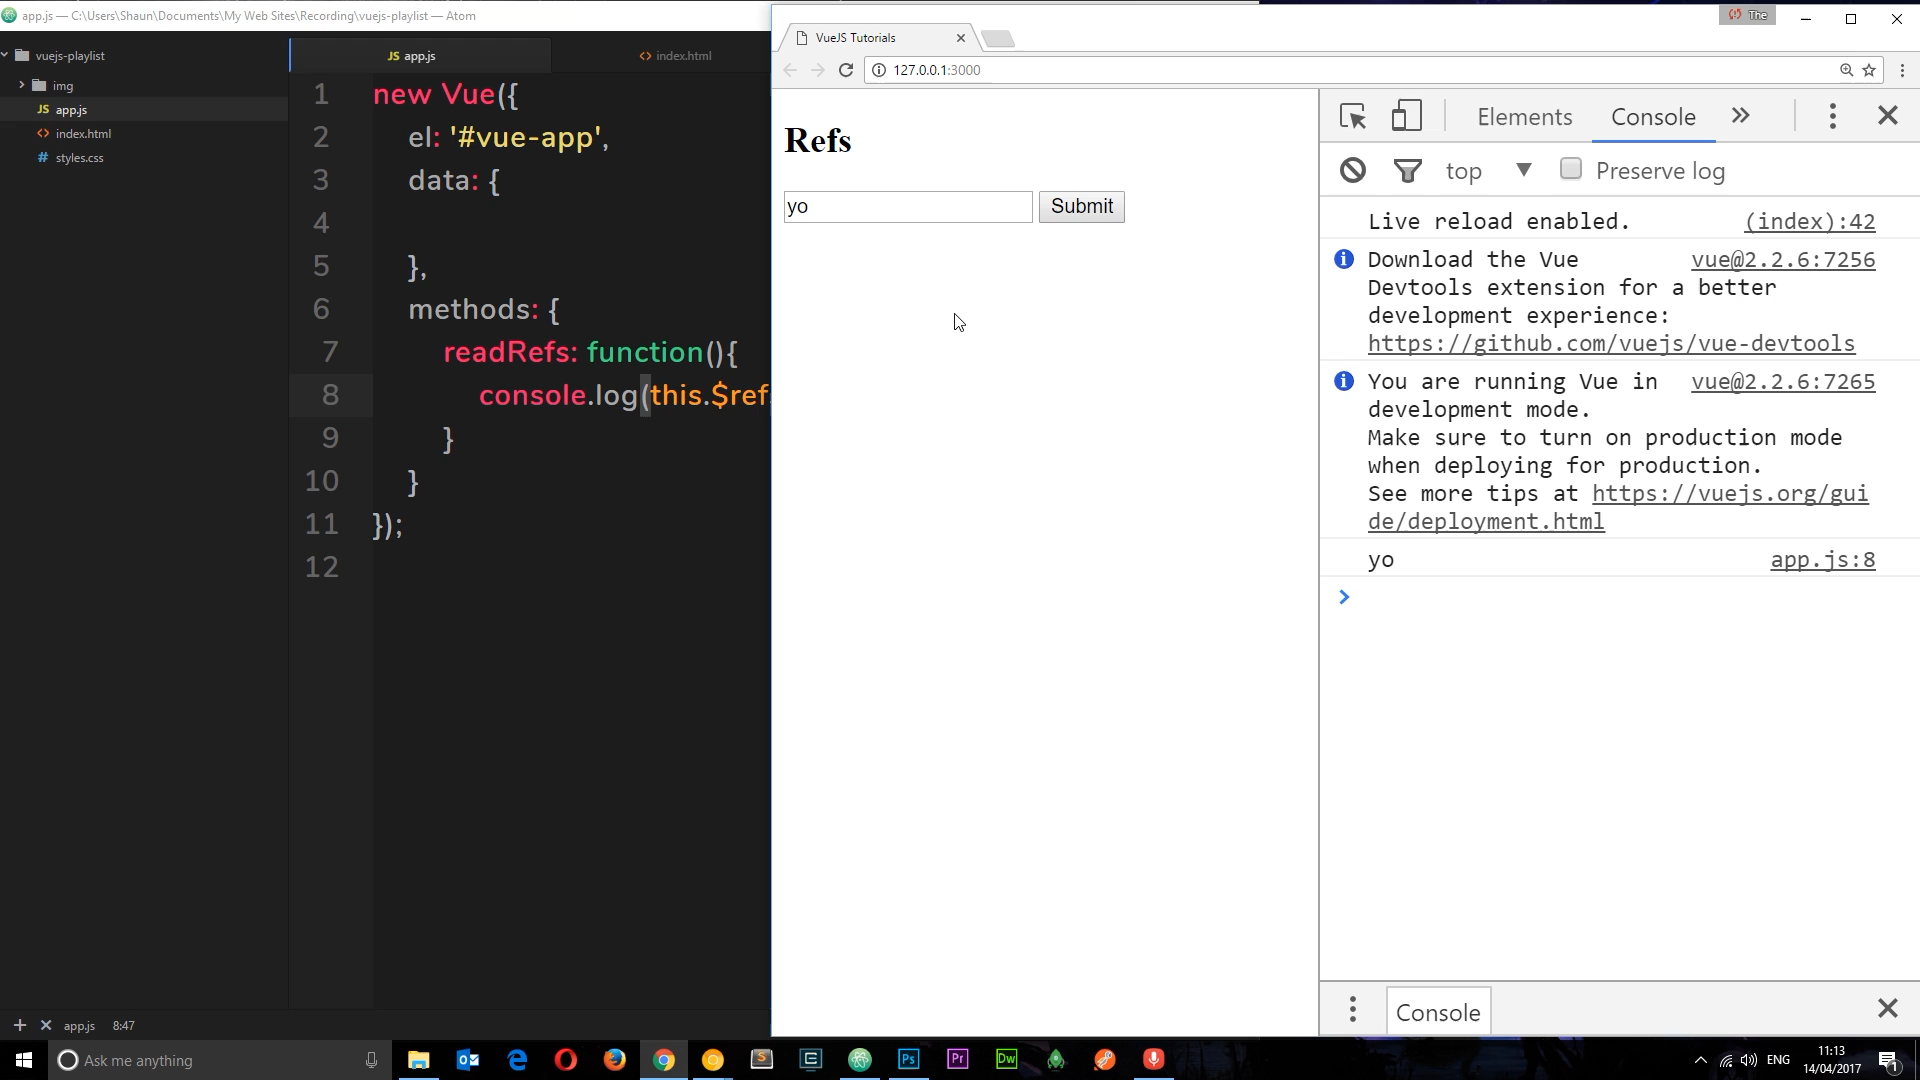 app.js — C:\Users\Shaun\Documents\My Web Sites\Recording\vuejs-playlist — Atom
vuejs-playlist
img
JS app.js
<> index.html
# styles.css
JS app.js
<> index.html
1 new Vue({
2 el: '#vue-app',
3 data: {
4
5 },
6 methods: {
7 readRefs: function(){
8 console.log(this.$ref
9 }
10 }
11 });
12
app.js 8:47
The
VueJS Tutorials
127.0.0.1:3000
Refs
yo Submit
Elements Console
top Preserve log
Live reload enabled. (index):42
Download the Vue vue@2.2.6:7256
Devtools extension for a better
development experience:
https://github.com/vuejs/vue-devtools
You are running Vue in vue@2.2.6:7265
development mode.
Make sure to turn on production mode
when deploying for production.
See more tips at https://vuejs.org/gui
de/deployment.html
yo app.js:8
Console
Ask me anything
S
Ps
Pr
Dw
ENG
11:13
14/04/2017
1